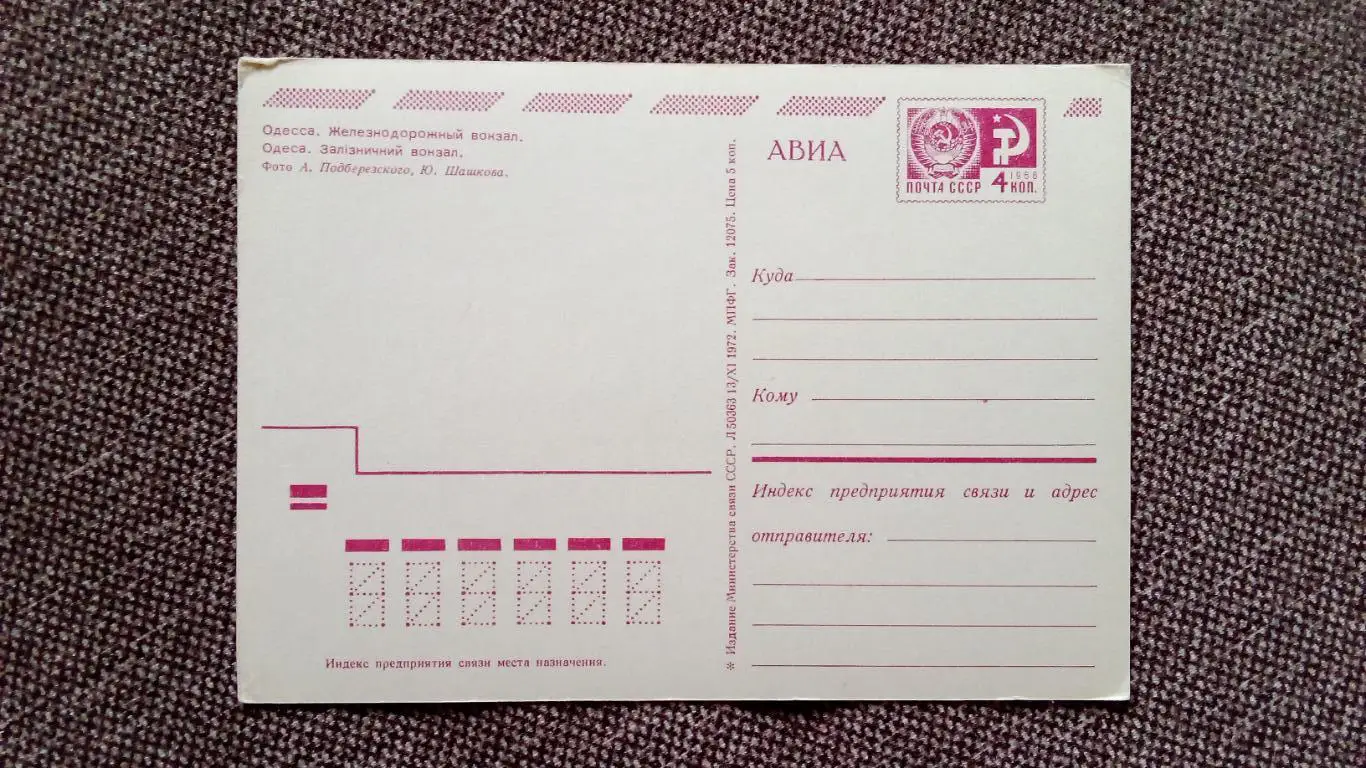 Одесса. Железнодорожный вокзал.
Одеса. Залізничний вокзал.
Фото А. Подберезского, Ю. Шашкова.
Индекс предприятия связи места назначения.
* Издание Министерства связи СССР. Л 50363 13/XI 1972. МПФГ. Зак. 12075. Цена 5 коп.
АВИА
1966
ПОЧТА СССР 4 КОП.
Куда
Кому
Индекс предприятия связи и адрес
отправителя: